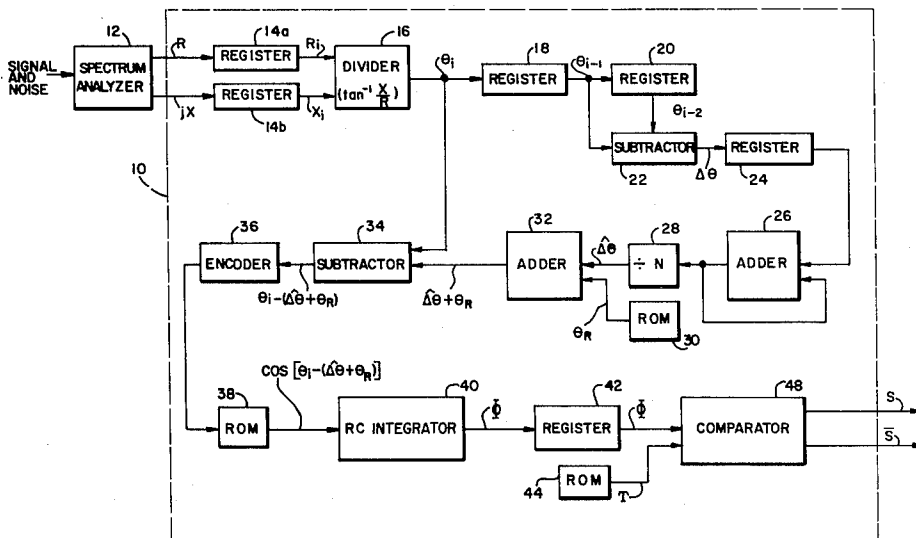 12
14a
16
18
20
R
REGISTER
Ri
DIVIDER
(tan⁻¹ X/R)
θi
REGISTER
θi-1
REGISTER
SIGNAL
AND
NOISE
SPECTRUM
ANALYZER
jX
REGISTER
Xi
14b
θi-2
SUBTRACTOR
22
Δθ
REGISTER
24
10
36
34
32
28
26
ENCODER
SUBTRACTOR
ADDER
Δ̂θ
÷ N
ADDER
θi-(Δ̂θ+θR)
Δ̂θ+θR
θR
ROM
30
COS [θi-(Δ̂θ+θR)]
38
40
42
48
ROM
RC INTEGRATOR
Φ
REGISTER
Φ
COMPARATOR
S
S̅
44
ROM
T